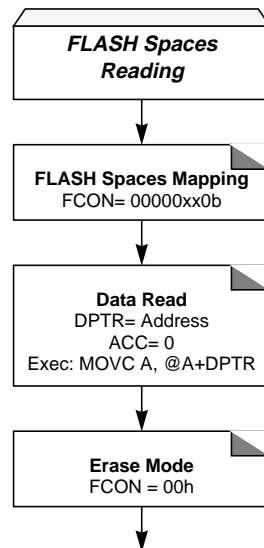 FLASH Spaces
Reading
FLASH Spaces Mapping
FCON= 00000xx0b
Data Read
DPTR= Address
ACC= 0
Exec: MOVC A, @A+DPTR
Erase Mode
FCON = 00h